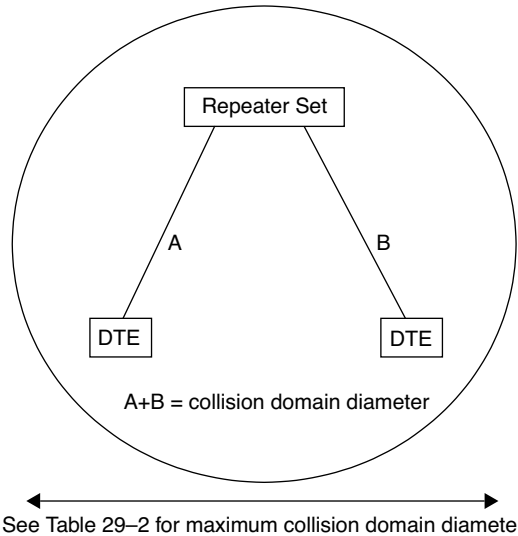 Repeater Set
A
B
DTE
DTE
A+B = collision domain diameter
See Table 29–2 for maximum collision domain diamete